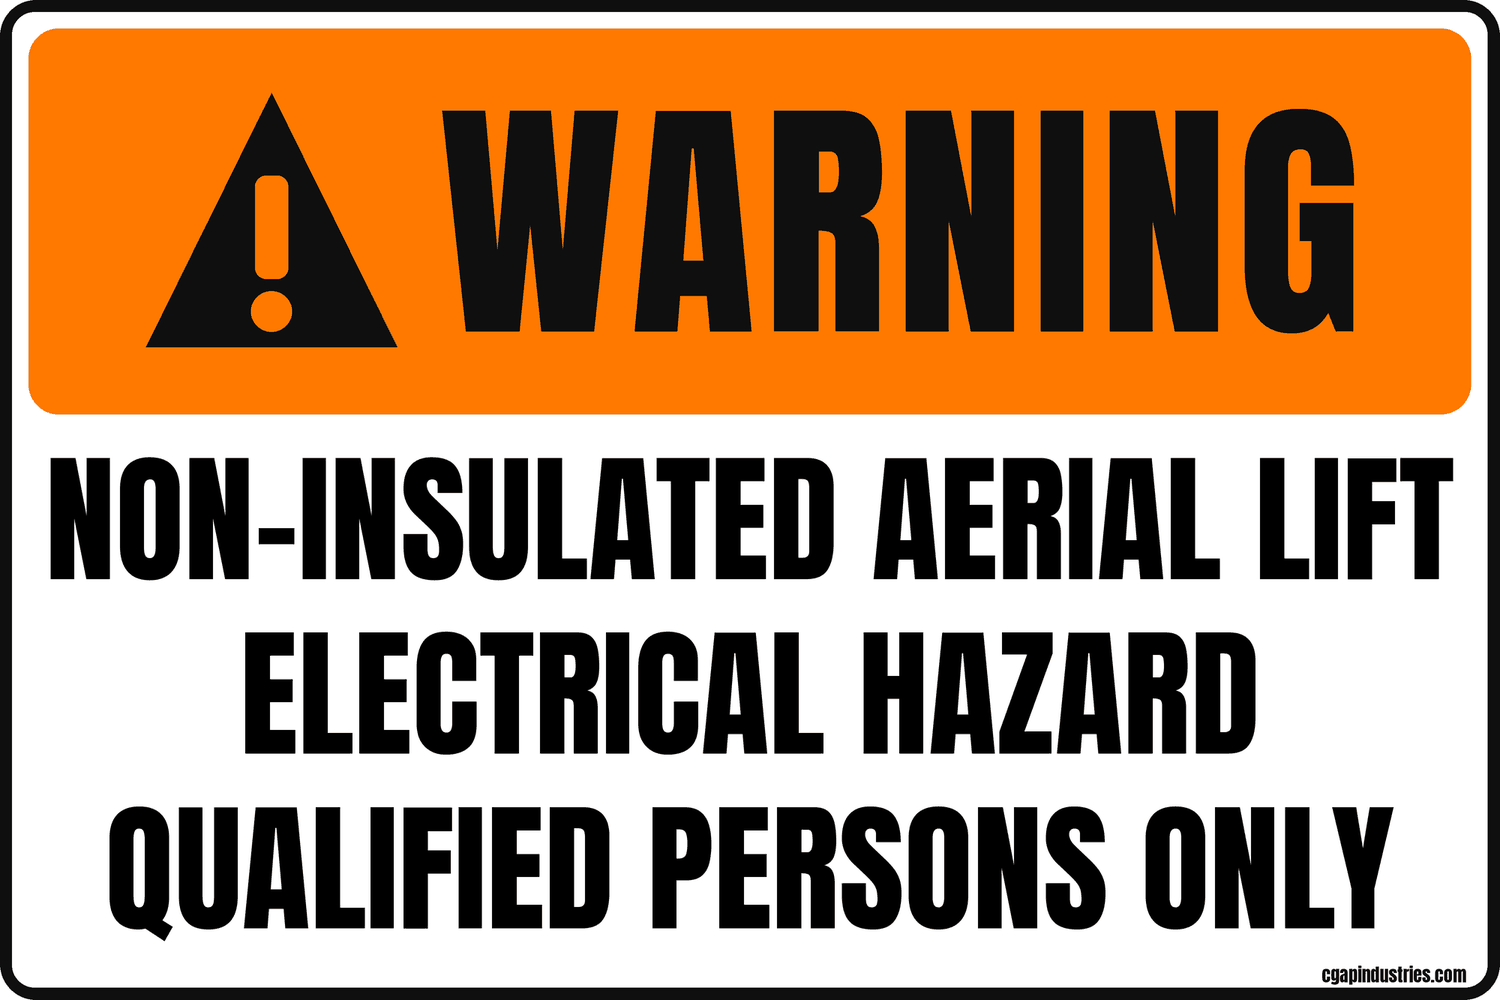 WARNING
NON-INSULATED AERIAL LIFT
ELECTRICAL HAZARD
QUALIFIED PERSONS ONLY
cgapindustries.com